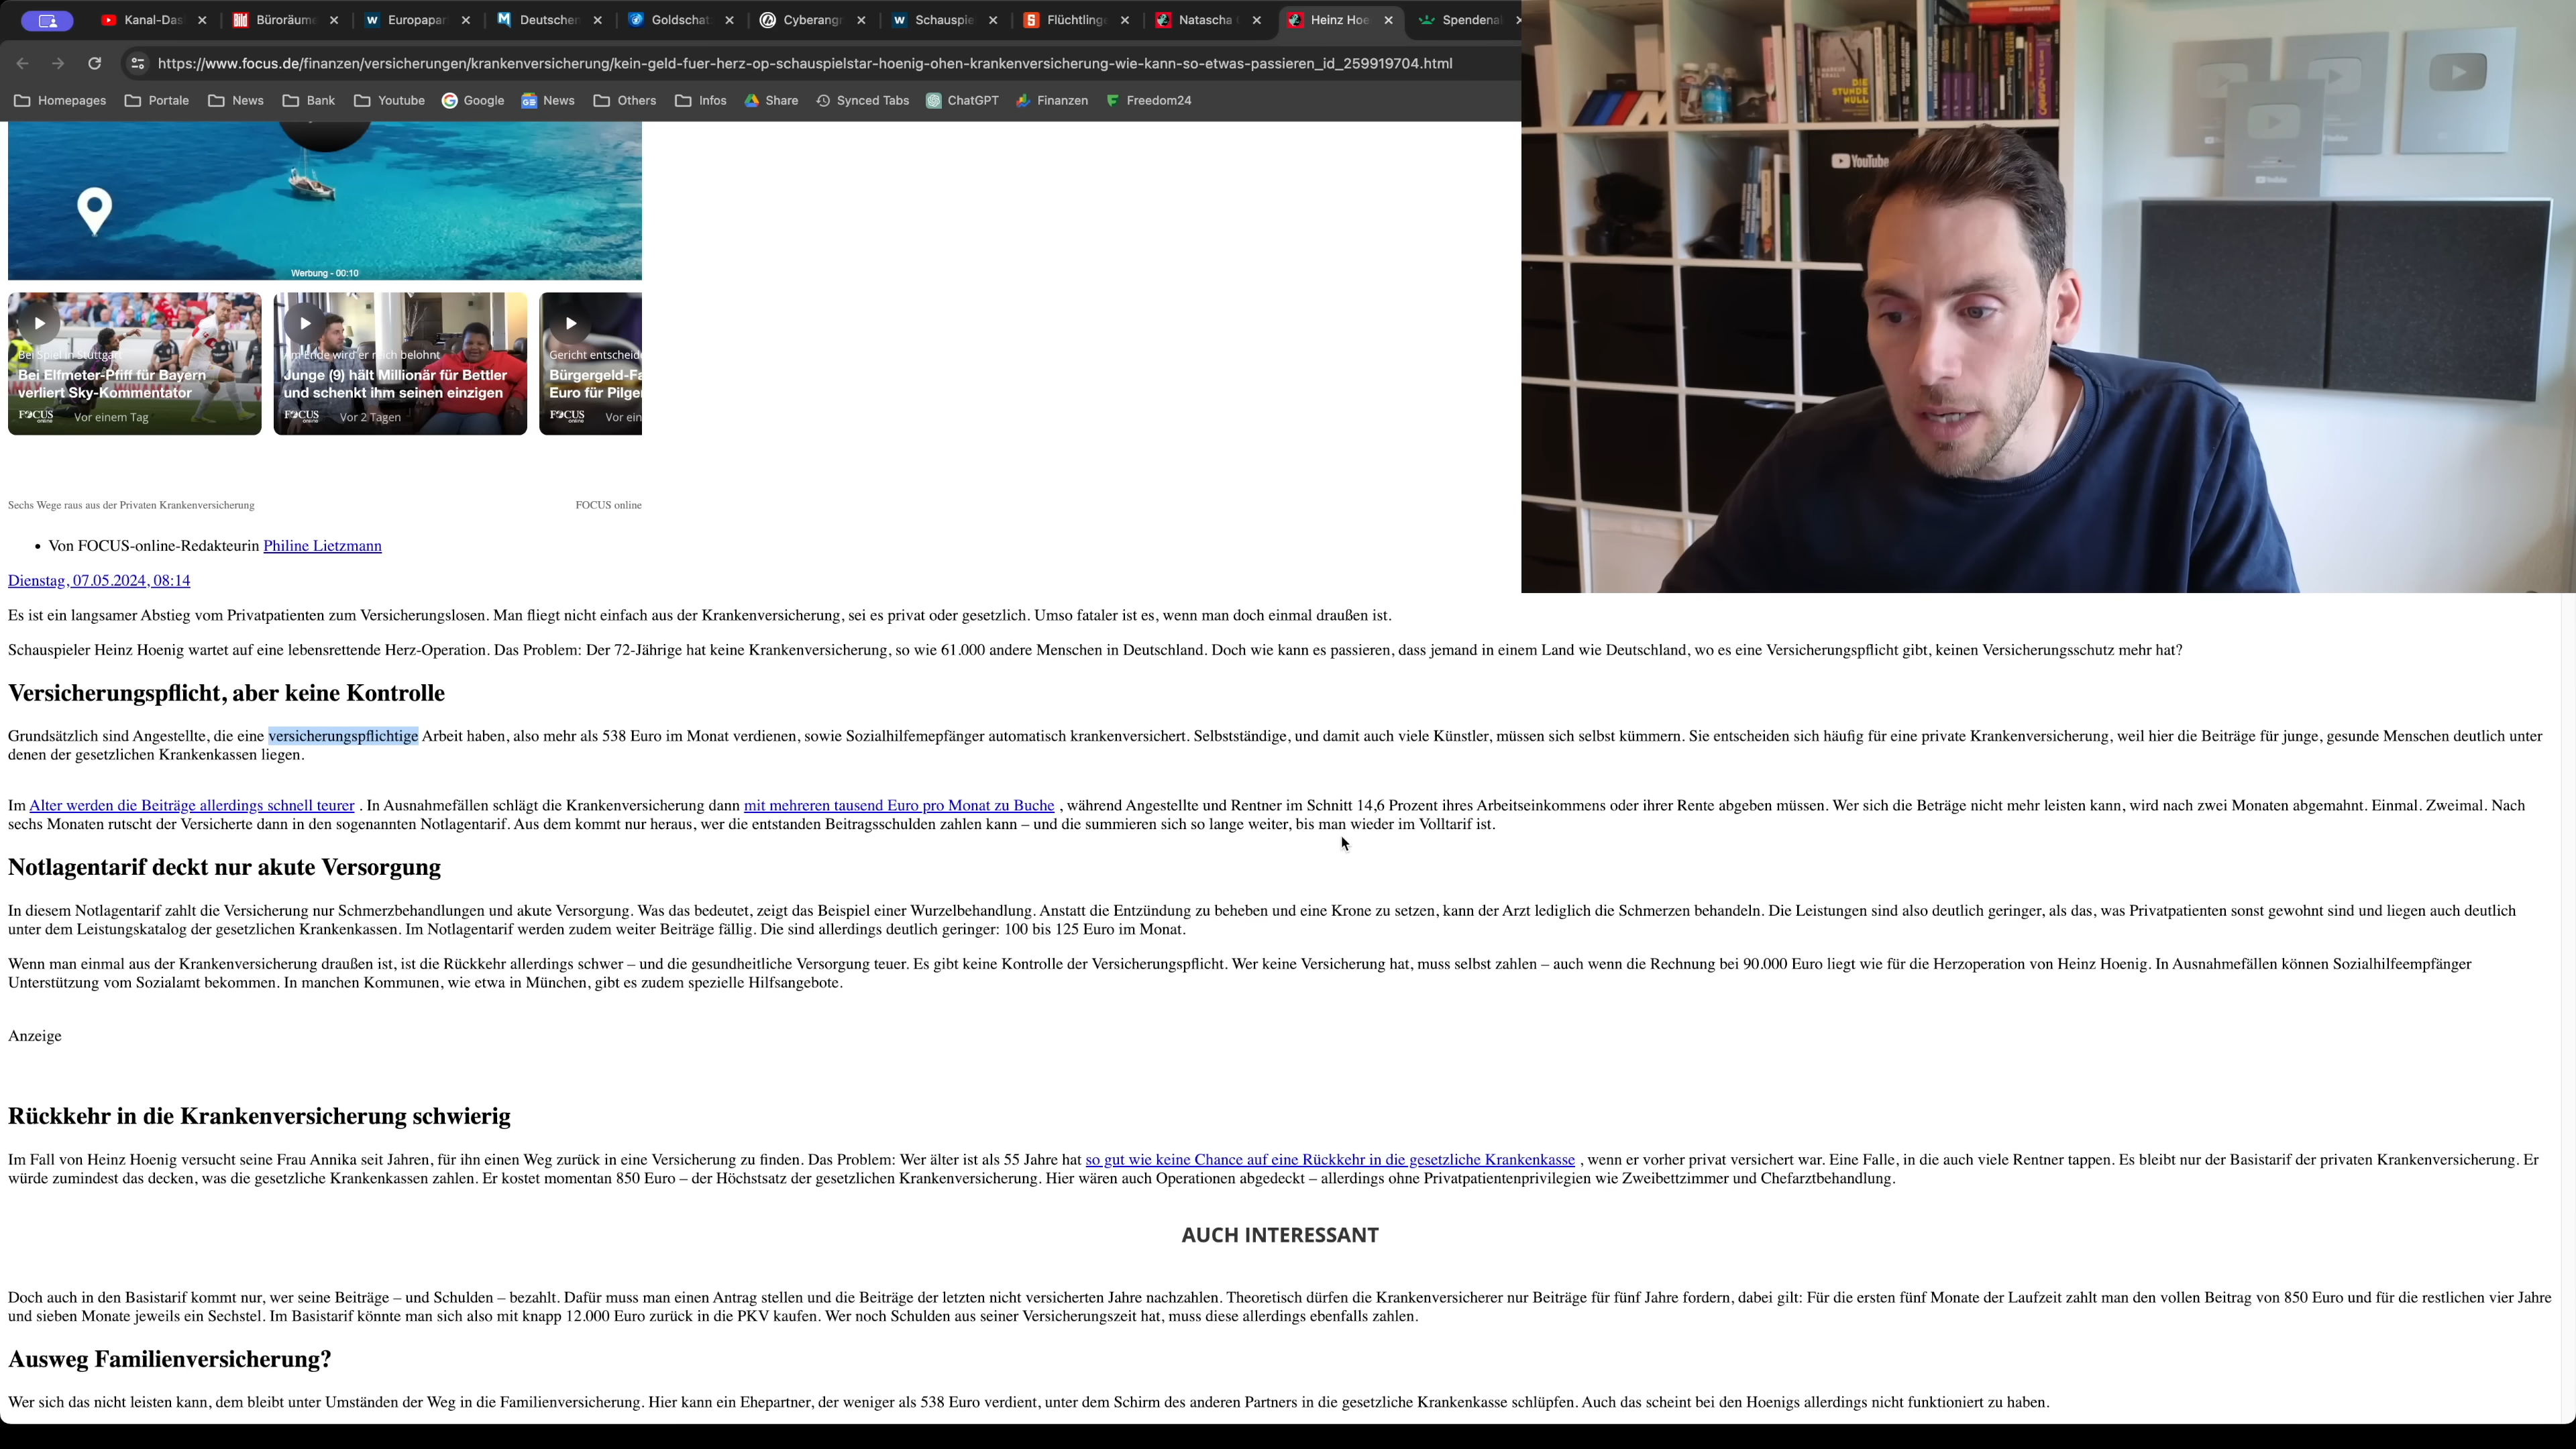 Kanal-Das
Büroräume
Europapar
Deutscher
Goldschat
Cyberang
Schauspie
Flüchtling
Natascha
Heinz Hoe
Spendena
https://www.focus.de/finanzen/versicherungen/krankenversicherung/kein-geld-fuer-herz-op-schauspielstar-hoenig-ohen-krankenversicherung-wie-kann-so-etwas-passieren_id_259919704.html
Homepages Portale News Bank Youtube Google News Others Infos Share Synced Tabs ChatGPT Finanzen Freedom24
DIE STUNDE NULL
YouTube
Werbung - 00:10
Bei Spiel in Stuttgart
Bei Elfmeter-Pfiff für Bayern
verliert Sky-Kommentator
FOCUS online Vor einem Tag
Am Ende wird er reich belohnt
Junge (9) hält Millionär für Bettler
und schenkt ihm seinen einzigen
FOCUS online Vor 2 Tagen
Gericht entscheid
Bürgergeld-Fa
Euro für Pilge
FOCUS online Vor ein
Sechs Wege raus aus der Privaten Krankenversicherung FOCUS online
• Von FOCUS-online-Redakteurin Philine Lietzmann
Dienstag, 07.05.2024, 08:14
Es ist ein langsamer Abstieg vom Privatpatienten zum Versicherungslosen. Man fliegt nicht einfach aus der Krankenversicherung, sei es privat oder gesetzlich. Umso fataler ist es, wenn man doch einmal draußen ist.
Schauspieler Heinz Hoenig wartet auf eine lebensrettende Herz-Operation. Das Problem: Der 72-Jährige hat keine Krankenversicherung, so wie 61.000 andere Menschen in Deutschland. Doch wie kann es passieren, dass jemand in einem Land wie Deutschland, wo es eine Versicherungspflicht gibt, keinen Versicherungsschutz mehr hat?
Versicherungspflicht, aber keine Kontrolle
Grundsätzlich sind Angestellte, die eine versicherungspflichtige Arbeit haben, also mehr als 538 Euro im Monat verdienen, sowie Sozialhilfemepfänger automatisch krankenversichert. Selbstständige, und damit auch viele Künstler, müssen sich selbst kümmern. Sie entscheiden sich häufig für eine private Krankenversicherung, weil hier die Beiträge für junge, gesunde Menschen deutlich unter
denen der gesetzlichen Krankenkassen liegen.
Im Alter werden die Beiträge allerdings schnell teurer . In Ausnahmefällen schlägt die Krankenversicherung dann mit mehreren tausend Euro pro Monat zu Buche , während Angestellte und Rentner im Schnitt 14,6 Prozent ihres Arbeitseinkommens oder ihrer Rente abgeben müssen. Wer sich die Beträge nicht mehr leisten kann, wird nach zwei Monaten abgemahnt. Einmal. Zweimal. Nach
sechs Monaten rutscht der Versicherte dann in den sogenannten Notlagentarif. Aus dem kommt nur heraus, wer die entstanden Beitragsschulden zahlen kann – und die summieren sich so lange weiter, bis man wieder im Volltarif ist.
Notlagentarif deckt nur akute Versorgung
In diesem Notlagentarif zahlt die Versicherung nur Schmerzbehandlungen und akute Versorgung. Was das bedeutet, zeigt das Beispiel einer Wurzelbehandlung. Anstatt die Entzündung zu beheben und eine Krone zu setzen, kann der Arzt lediglich die Schmerzen behandeln. Die Leistungen sind also deutlich geringer, als das, was Privatpatienten sonst gewohnt sind und liegen auch deutlich
unter dem Leistungskatalog der gesetzlichen Krankenkassen. Im Notlagentarif werden zudem weiter Beiträge fällig. Die sind allerdings deutlich geringer: 100 bis 125 Euro im Monat.
Wenn man einmal aus der Krankenversicherung draußen ist, ist die Rückkehr allerdings schwer – und die gesundheitliche Versorgung teuer. Es gibt keine Kontrolle der Versicherungspflicht. Wer keine Versicherung hat, muss selbst zahlen – auch wenn die Rechnung bei 90.000 Euro liegt wie für die Herzoperation von Heinz Hoenig. In Ausnahmefällen können Sozialhilfeempfänger
Unterstützung vom Sozialamt bekommen. In manchen Kommunen, wie etwa in München, gibt es zudem spezielle Hilfsangebote.
Anzeige
Rückkehr in die Krankenversicherung schwierig
Im Fall von Heinz Hoenig versucht seine Frau Annika seit Jahren, für ihn einen Weg zurück in eine Versicherung zu finden. Das Problem: Wer älter ist als 55 Jahre hat so gut wie keine Chance auf eine Rückkehr in die gesetzliche Krankenkasse , wenn er vorher privat versichert war. Eine Falle, in die auch viele Rentner tappen. Es bleibt nur der Basistarif der privaten Krankenversicherung. Er
würde zumindest das decken, was die gesetzliche Krankenkassen zahlen. Er kostet momentan 850 Euro – der Höchstsatz der gesetzlichen Krankenversicherung. Hier wären auch Operationen abgedeckt – allerdings ohne Privatpatientenprivilegien wie Zweibettzimmer und Chefarztbehandlung.
AUCH INTERESSANT
Doch auch in den Basistarif kommt nur, wer seine Beiträge – und Schulden – bezahlt. Dafür muss man einen Antrag stellen und die Beiträge der letzten nicht versicherten Jahre nachzahlen. Theoretisch dürfen die Krankenversicherer nur Beiträge für fünf Jahre fordern, dabei gilt: Für die ersten fünf Monate der Laufzeit zahlt man den vollen Beitrag von 850 Euro und für die restlichen vier Jahre
und sieben Monate jeweils ein Sechstel. Im Basistarif könnte man sich also mit knapp 12.000 Euro zurück in die PKV kaufen. Wer noch Schulden aus seiner Versicherungszeit hat, muss diese allerdings ebenfalls zahlen.
Ausweg Familienversicherung?
Wer sich das nicht leisten kann, dem bleibt unter Umständen der Weg in die Familienversicherung. Hier kann ein Ehepartner, der weniger als 538 Euro verdient, unter dem Schirm des anderen Partners in die gesetzliche Krankenkasse schlüpfen. Auch das scheint bei den Hoenigs allerdings nicht funktioniert zu haben.